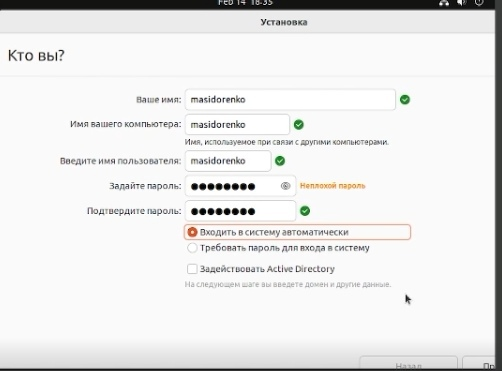 Feb 14 18:35
Установка
Кто вы?
Ваше имя: masidorenko
Имя вашего компьютера: masidorenko
Имя, используемое при связи с другими компьютерами.
Введите имя пользователя: masidorenko
Задайте пароль: ●●●●●●●● Неплохой пароль
Подтвердите пароль: ●●●●●●●●
Входить в систему автоматически
Требовать пароль для входа в систему
Задействовать Active Directory
На следующем шаге вы введете домен и другие данные.
Назад